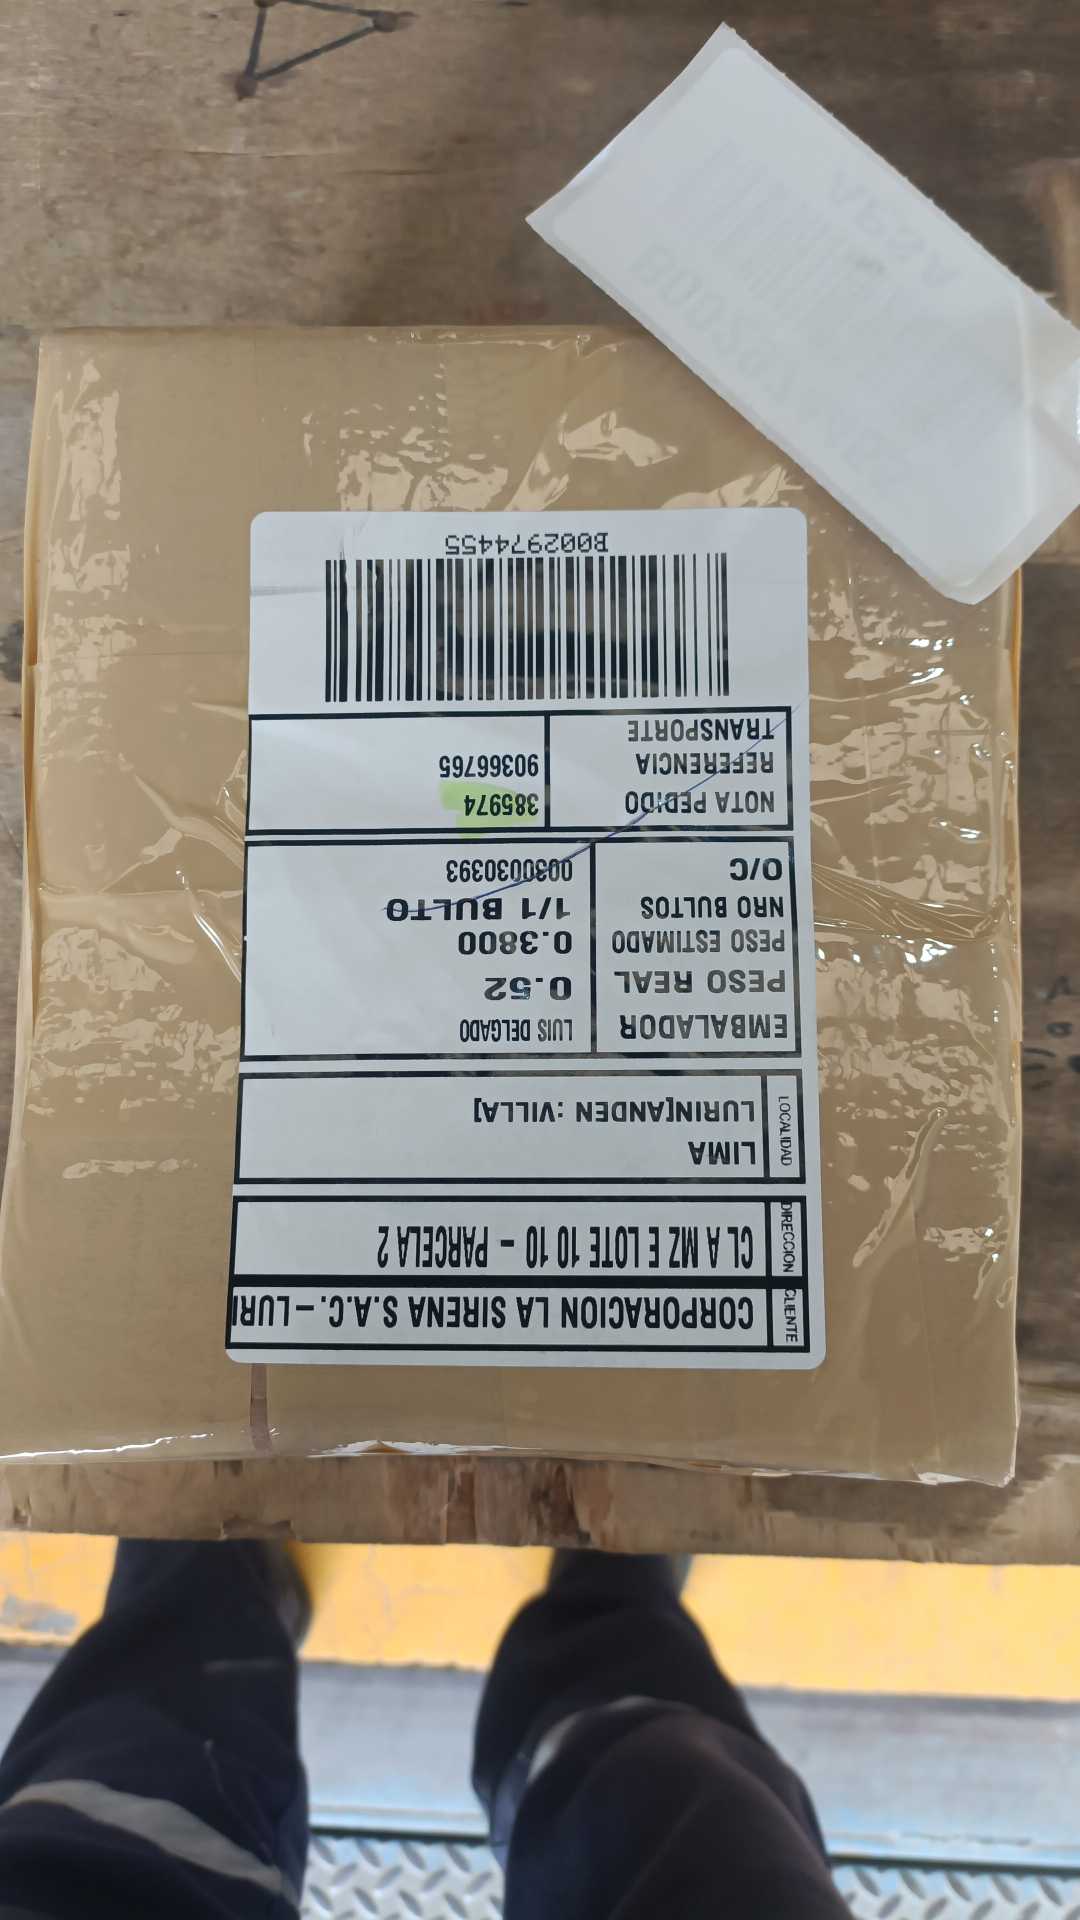 CLIENTE CORPORACION LA SIRENA S.A.C. - LURI
DIRECCION CL A MZ E LOTE 10 10 - PARCELA 2
LOCALIDAD LIMA
LURIN[ANDEN :VILLA]
EMBALADOR LUIS DELGADO
PESO REAL 0.52
PESO ESTIMADO 0.3800
NRO BULTOS 1/1 BULTO
O/C 0030030393
NOTA PEDIDO 385974
REFERENCIA 90366765
TRANSPORTE
B002974455